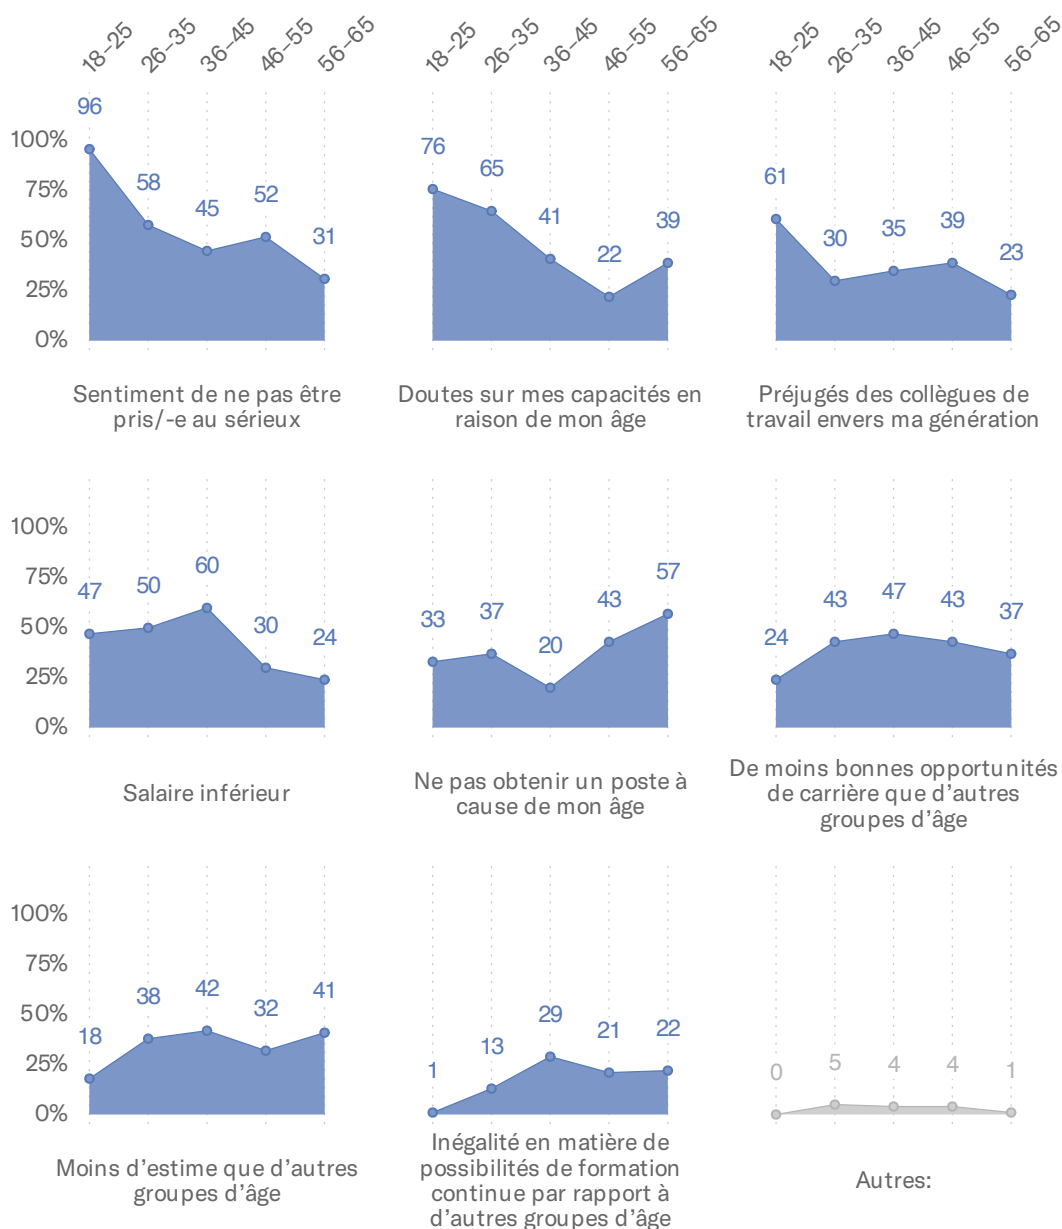 18–25 26–35 36–45 46–55 56–65
18–25 26–35 36–45 46–55 56–65
18–25 26–35 36–45 46–55 56–65
100%
75%
50%
25%
0%
96 58 45 52 31
Sentiment de ne pas être
pris/-e au sérieux
76 65 41 22 39
Doutes sur mes capacités en
raison de mon âge
61 30 35 39 23
Préjugés des collègues de
travail envers ma génération
100%
75%
50%
25%
0%
47 50 60 30 24
Salaire inférieur
33 37 20 43 57
Ne pas obtenir un poste à
cause de mon âge
24 43 47 43 37
De moins bonnes opportunités
de carrière que d’autres
groupes d’âge
100%
75%
50%
25%
0%
18 38 42 32 41
Moins d’estime que d’autres
groupes d’âge
1 13 29 21 22
Inégalité en matière de
possibilités de formation
continue par rapport à
d’autres groupes d’âge
0 5 4 4 1
Autres: